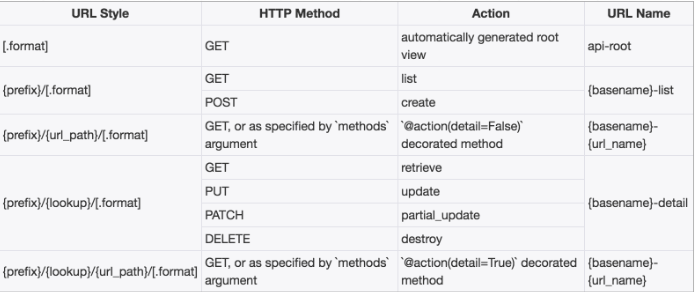 URL Style HTTP Method Action URL Name
[.format] GET automatically generated root view api-root
{prefix}/[.format] GET list {basename}-list
POST create
{prefix}/{url_path}/[.format] GET, or as specified by `methods` argument `@action(detail=False)` decorated method {basename}-{url_name}
{prefix}/{lookup}/[.format] GET retrieve {basename}-detail
PUT update
PATCH partial_update
DELETE destroy
{prefix}/{lookup}/{url_path}/[.format] GET, or as specified by `methods` argument `@action(detail=True)` decorated method {basename}-{url_name}